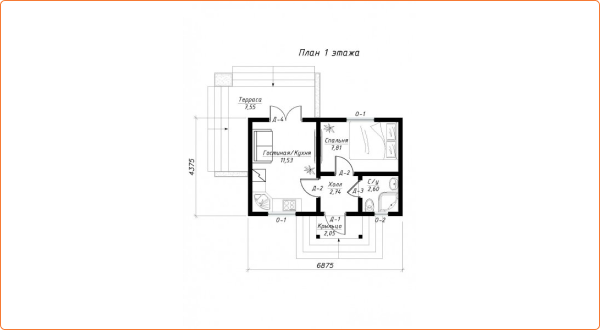 План 1 этажа
Терраса
7,55
Д-4
О-1
Гостиная/Кухня
11,53
Спальня
7,81
Д-2
Д-2
Холл
2,74
Д-3
С/у
2,60
О-1
Д-1
О-2
Крыльцо
2,05
4375
6875